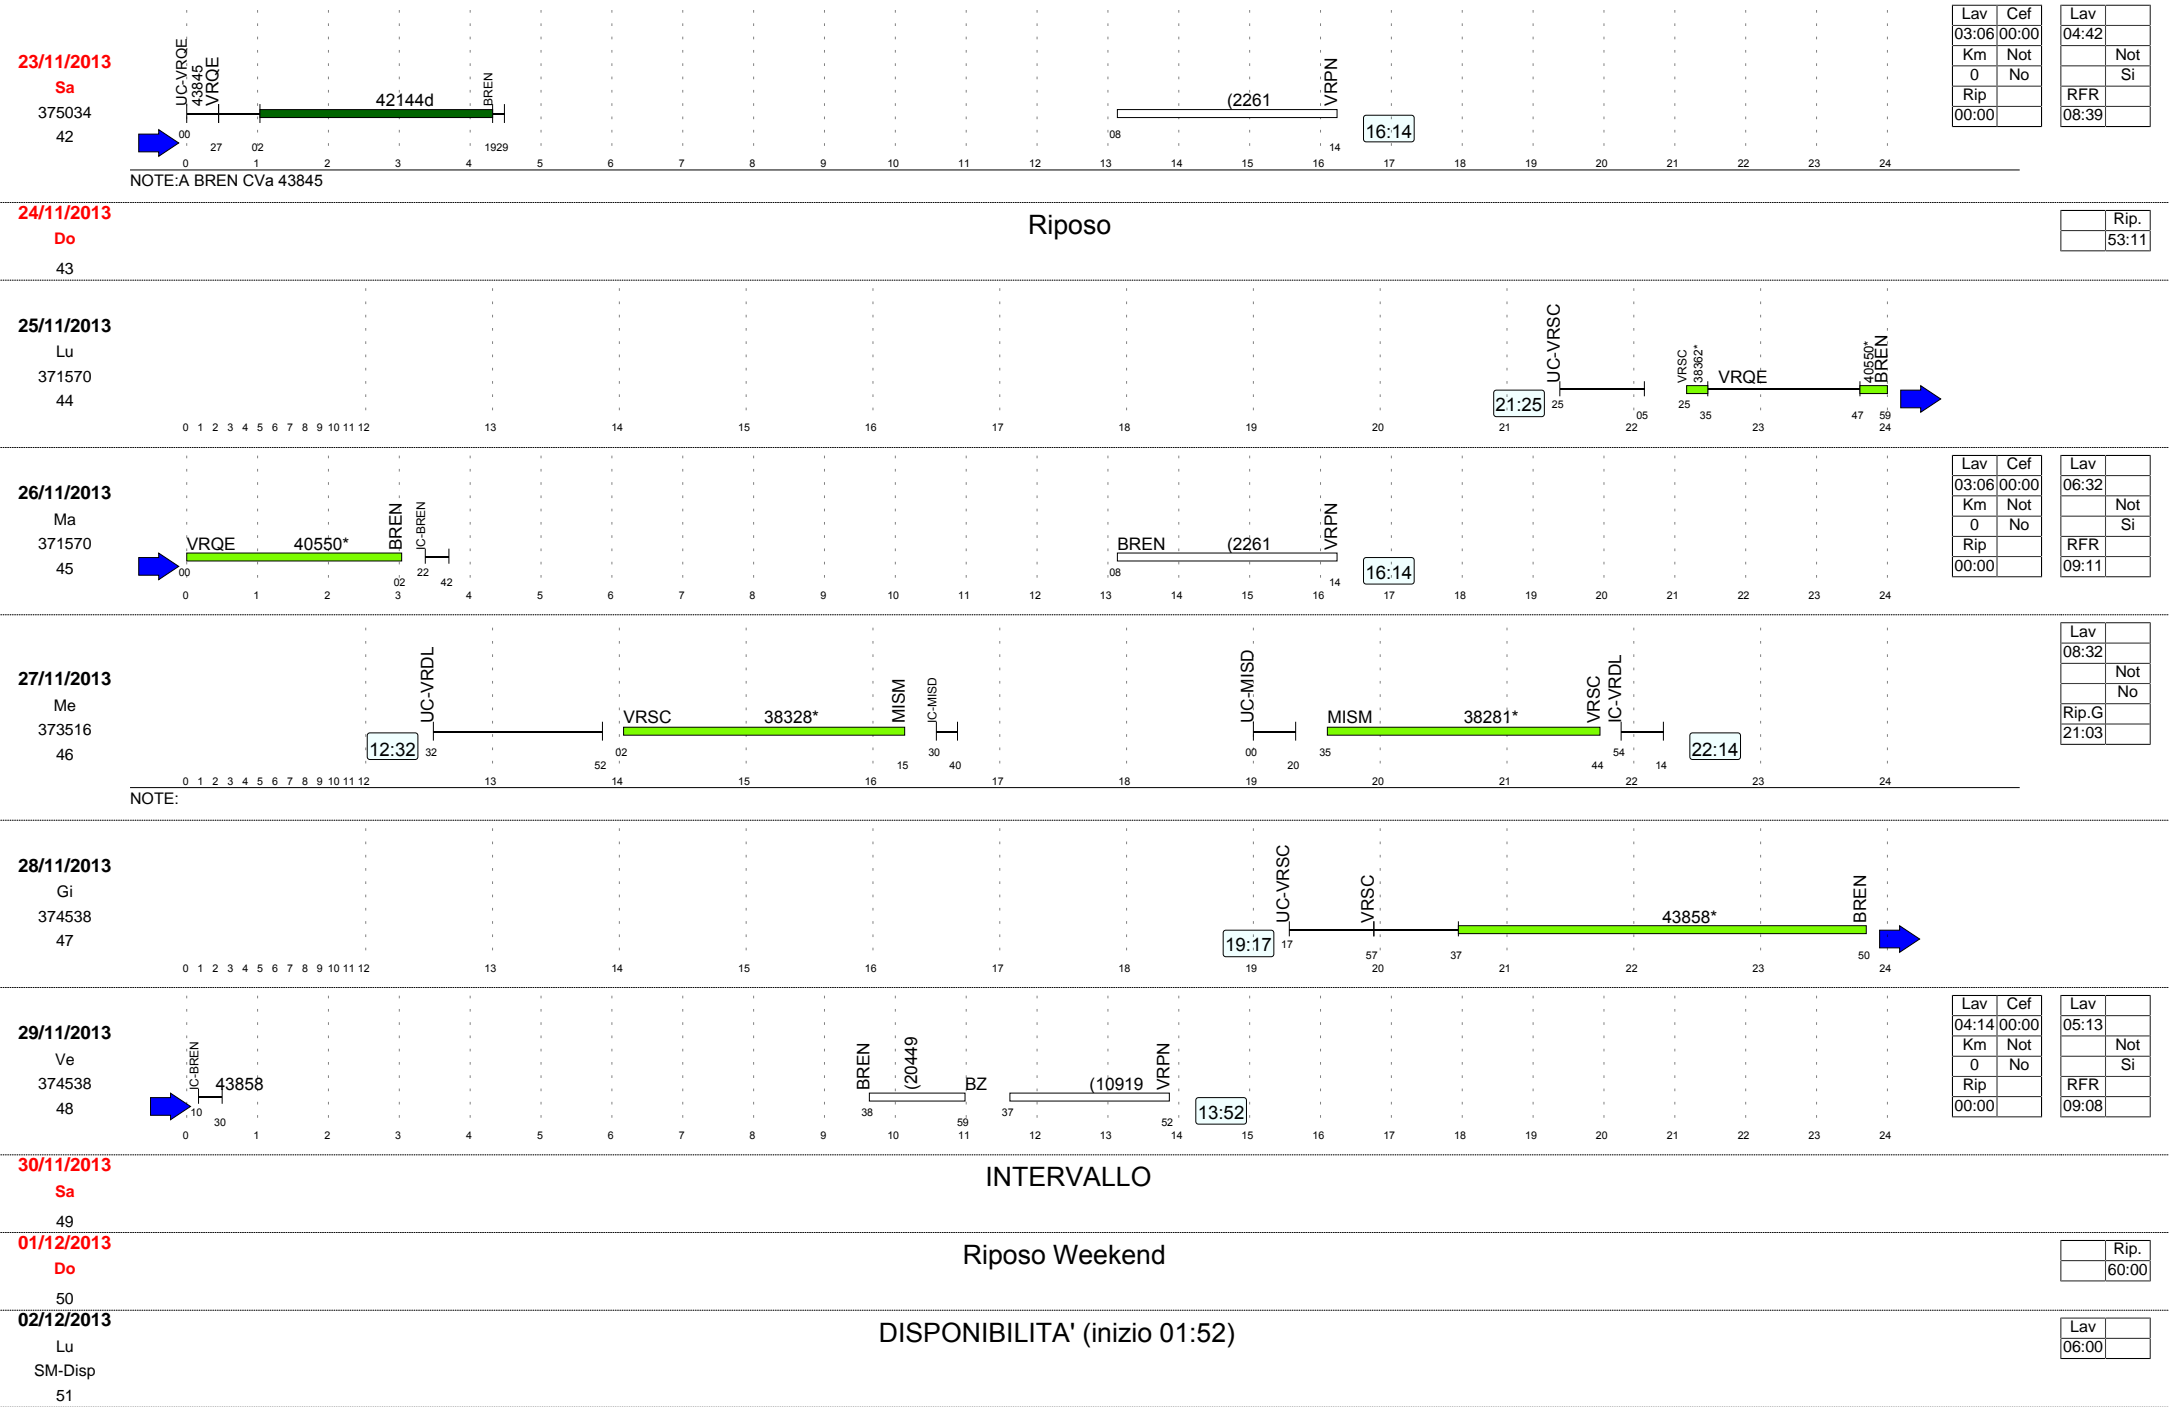 23/11/2013
Sa
375034
42
UC-VRQE
43845
VRQE
42144d
BREN
(2261
VRPN
16:14
00 27 02 1929 08 14
0 1 2 3 4 5 6 7 8 9 10 11 12 13 14 15 16 17 18 19 20 21 22 23 24
NOTE:A BREN CVa 43845
Lav Cef
03:06 00:00
Km Not
0 No
Rip
00:00
Lav
04:42
Not
Si
RFR
08:39
24/11/2013
Do
43
Riposo
Rip.
53:11
25/11/2013
Lu
371570
44
21:25
UC-VRSC
VRSC
38362*
VRQE
40550*
BREN
25 05 25 35 47 59
0 1 2 3 4 5 6 7 8 9 10 11 12 13 14 15 16 17 18 19 20 21 22 23 24
26/11/2013
Ma
371570
45
VRQE 40550* BREN
IC-BREN
BREN (2261 VRPN
16:14
00 02 22 42 08 14
0 1 2 3 4 5 6 7 8 9 10 11 12 13 14 15 16 17 18 19 20 21 22 23 24
Lav Cef
03:06 00:00
Km Not
0 No
Rip
00:00
Lav
06:32
Not
Si
RFR
09:11
27/11/2013
Me
373516
46
12:32
UC-VRDL
VRSC 38328* MISM
IC-MISD
UC-MISD
MISM 38281* VRSC
IC-VRDL
22:14
32 52 02 15 30 40 00 20 35 44 54 14
0 1 2 3 4 5 6 7 8 9 10 11 12 13 14 15 16 17 18 19 20 21 22 23 24
NOTE:
Lav
08:32
Not
No
Rip.G
21:03
28/11/2013
Gi
374538
47
19:17
UC-VRSC
VRSC
43858*
BREN
17 57 37 50
0 1 2 3 4 5 6 7 8 9 10 11 12 13 14 15 16 17 18 19 20 21 22 23 24
29/11/2013
Ve
374538
48
IC-BREN
43858
BREN
(20449
BZ
(10919
VRPN
13:52
10 30 38 59 37 52
0 1 2 3 4 5 6 7 8 9 10 11 12 13 14 15 16 17 18 19 20 21 22 23 24
Lav Cef
04:14 00:00
Km Not
0 No
Rip
00:00
Lav
05:13
Not
Si
RFR
09:08
30/11/2013
Sa
49
INTERVALLO
01/12/2013
Do
50
Riposo Weekend
Rip.
60:00
02/12/2013
Lu
SM-Disp
51
DISPONIBILITA' (inizio 01:52)
Lav
06:00